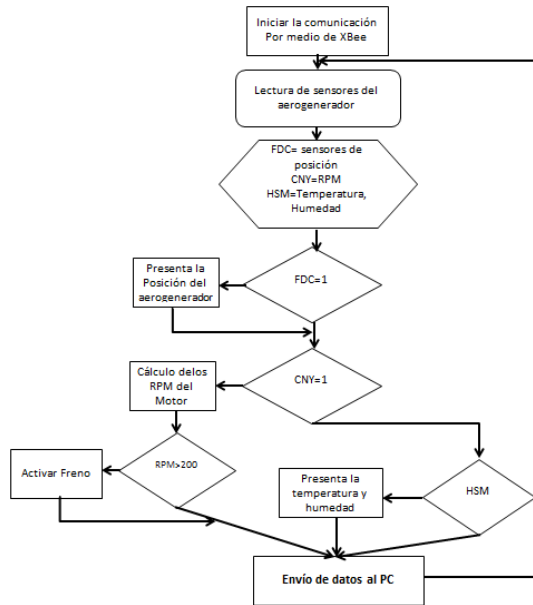 Iniciar la comunicación
Por medio de XBee
Lectura de sensores del
aerogenerador
FDC= sensores de
posición
CNY=RPM
HSM=Temperatura,
Humedad
Presenta la
Posición del
aerogenerador
FDC=1
Cálculo delos
RPM del
Motor
CNY=1
Activar Freno
RPM>200
Presenta la
temperatura y
humedad
HSM
Envío de datos al PC